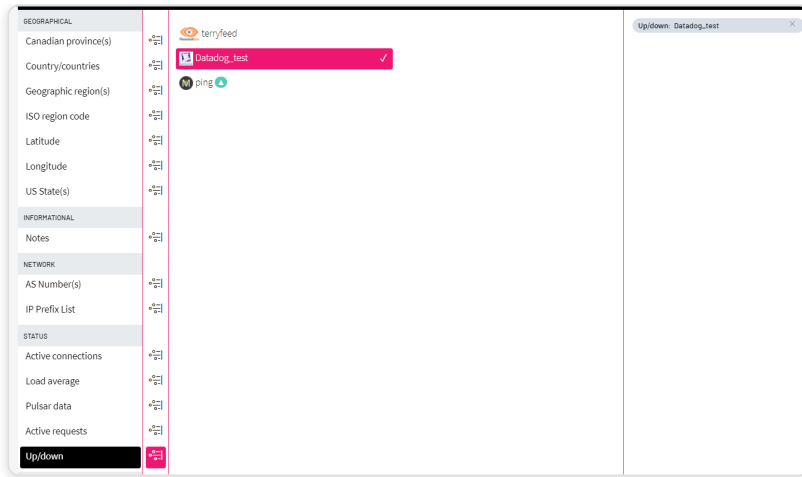 GEOGRAPHICAL
Canadian province(s)
Country/countries
Geographic region(s)
ISO region code
Latitude
Longitude
US State(s)
INFORMATIONAL
Notes
NETWORK
AS Number(s)
IP Prefix List
STATUS
Active connections
Load average
Pulsar data
Active requests
Up/down
terryfeed
Datadog_test
M ping
Up/down: Datadog_test